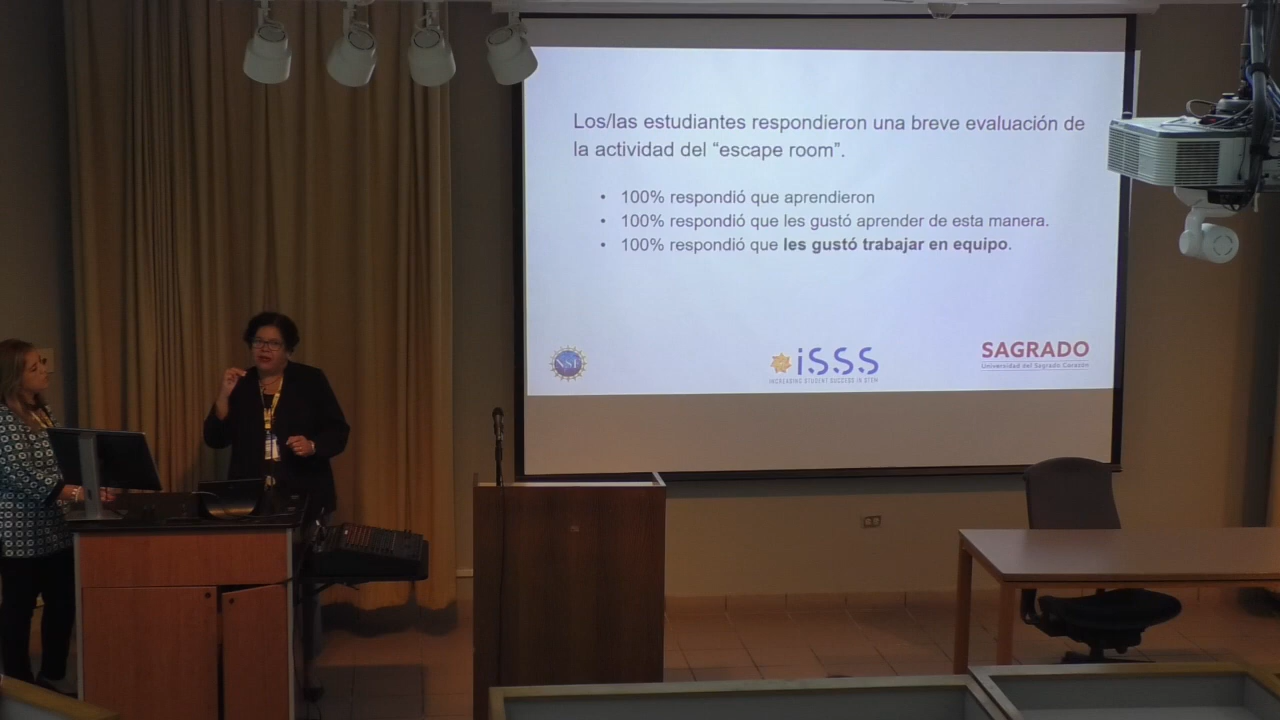 Los/las estudiantes respondieron una breve evaluación de
la actividad del “escape room”.
• 100% respondió que aprendieron
• 100% respondió que les gustó aprender de esta manera.
• 100% respondió que les gustó trabajar en equipo.
NSF
iSSS
INCREASING STUDENT SUCCESS IN STEM
SAGRADO
Universidad del Sagrado Corazón